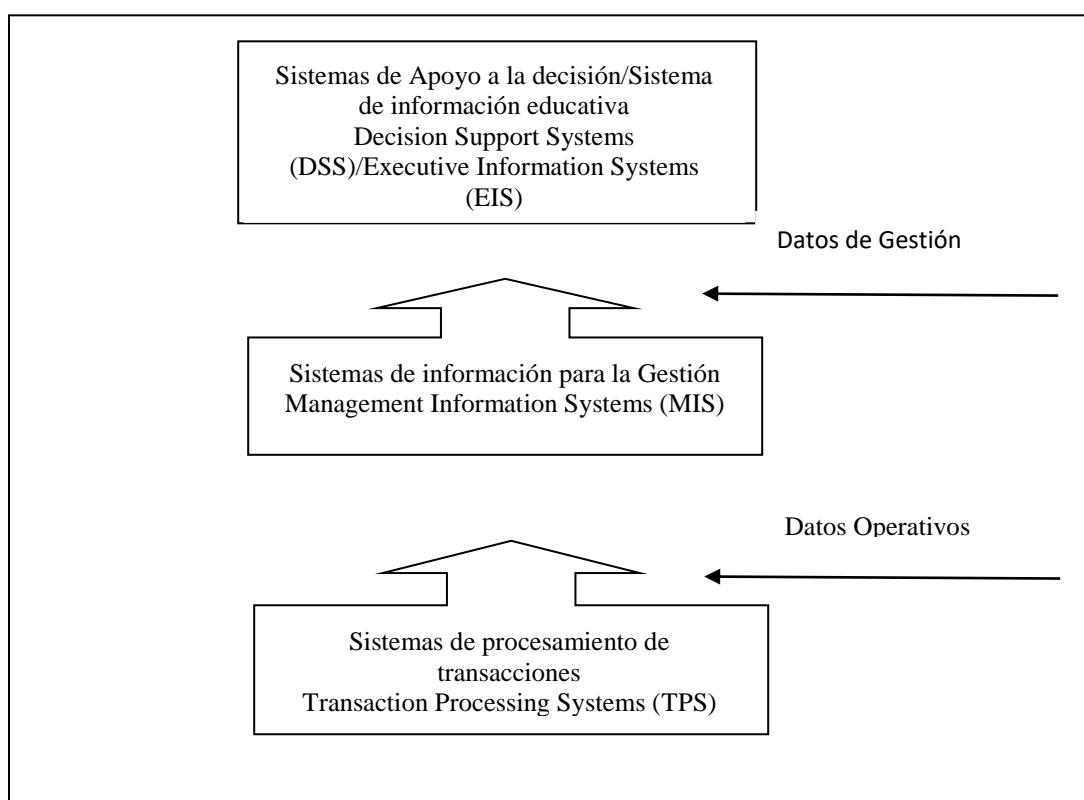 Sistemas de Apoyo a la decisión/Sistema
de información educativa
Decision Support Systems
(DSS)/Executive Information Systems
(EIS)
Datos de Gestión
Sistemas de información para la Gestión
Management Information Systems (MIS)
Datos Operativos
Sistemas de procesamiento de
transacciones
Transaction Processing Systems (TPS)